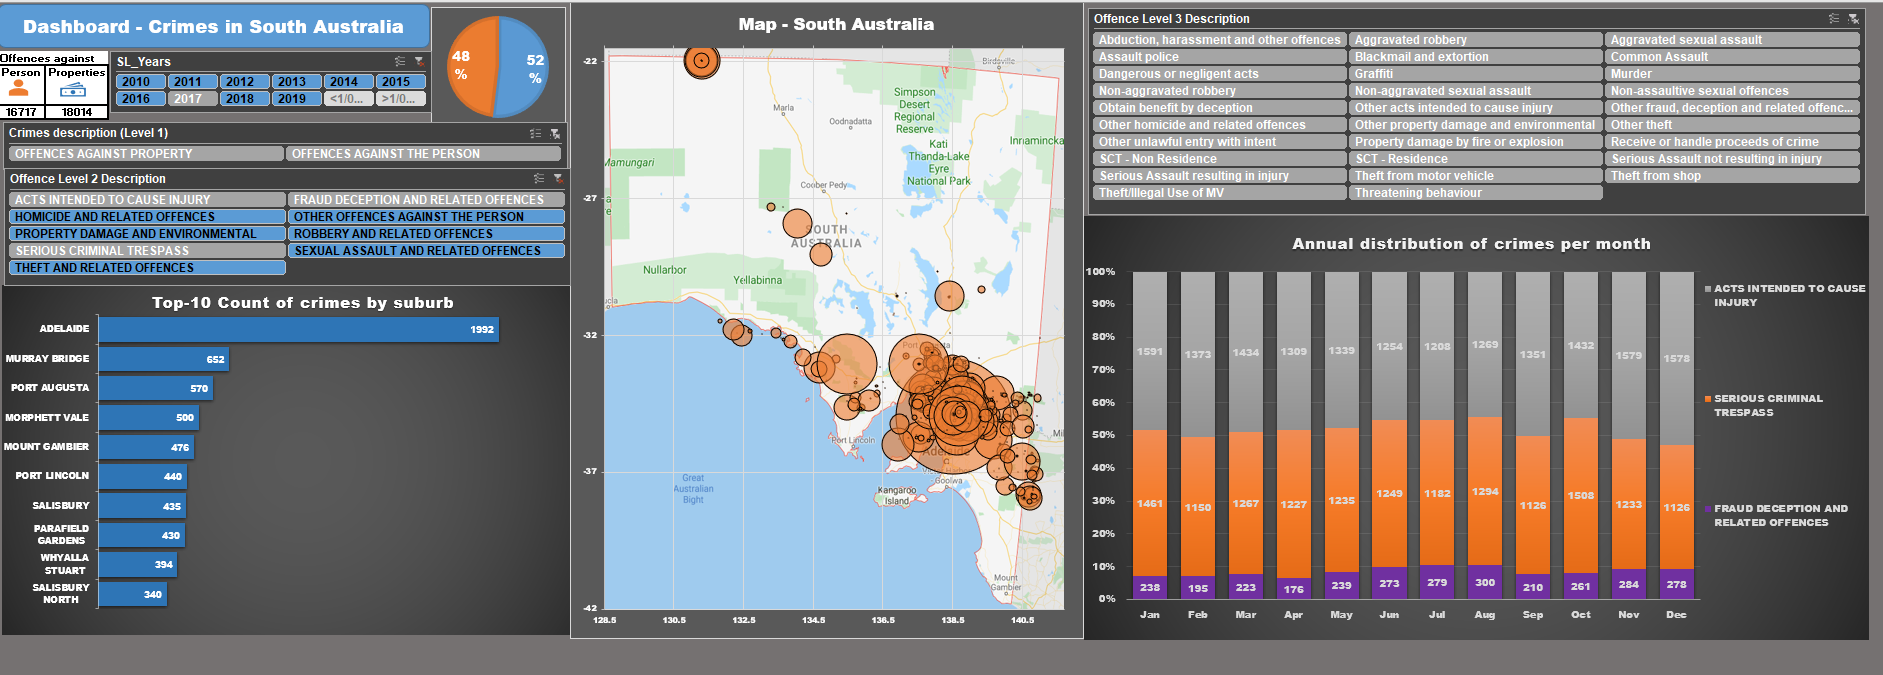 Dashboard - Crimes in South Australia
Offences against
Person Properties
16717 18014
SL_Years
2010 2011 2012 2013 2014 2015
2016 2017 2018 2019 <1/0... >1/0...
48 % 52 %
Crimes description (Level 1)
OFFENCES AGAINST PROPERTY OFFENCES AGAINST THE PERSON
Offence Level 2 Description
ACTS INTENDED TO CAUSE INJURY FRAUD DECEPTION AND RELATED OFFENCES
HOMICIDE AND RELATED OFFENCES OTHER OFFENCES AGAINST THE PERSON
PROPERTY DAMAGE AND ENVIRONMENTAL ROBBERY AND RELATED OFFENCES
SERIOUS CRIMINAL TRESPASS SEXUAL ASSAULT AND RELATED OFFENCES
THEFT AND RELATED OFFENCES
Top-10 Count of crimes by suburb
ADELAIDE 1992
MURRAY BRIDGE 652
PORT AUGUSTA 570
MORPHETT VALE 500
MOUNT GAMBIER 476
PORT LINCOLN 440
SALISBURY 435
PARAFIELD
GARDENS 430
WHYALLA
STUART 394
SALISBURY
NORTH 340
Map - South Australia
-22
-27
-32
-37
-42
128.5 130.5 132.5 134.5 136.5 138.5 140.5
Birdsville
Marla
Simpson
Desert
Regional
Reserve
Oodnadatta
Innamincka
Kati
Thanda-Lake
Eyre
National Park
Mamungari
Coober Pedy
SOUTH
AUSTRALIA
Nullarbor
Yellabinna
Port Lincoln
Adelaide
Goolwa
Great
Australian
Bight
Kangaroo
Island
Mount
Gambier
Offence Level 3 Description
Abduction, harassment and other offences Aggravated robbery Aggravated sexual assault
Assault police Blackmail and extortion Common Assault
Dangerous or negligent acts Graffiti Murder
Non-aggravated robbery Non-aggravated sexual assault Non-assaultive sexual offences
Obtain benefit by deception Other acts intended to cause injury Other fraud, deception and related offenc...
Other homicide and related offences Other property damage and environmental Other theft
Other unlawful entry with intent Property damage by fire or explosion Receive or handle proceeds of crime
SCT - Non Residence SCT - Residence Serious Assault not resulting in injury
Serious Assault resulting in injury Theft from motor vehicle Theft from shop
Theft/Illegal Use of MV Threatening behaviour
Annual distribution of crimes per month
100%
90%
80%
70%
60%
50%
40%
30%
20%
10%
0%
1591 1373 1434 1309 1339 1254 1208 1269 1351 1432 1579 1578
1461 1150 1267 1227 1235 1249 1182 1294 1126 1508 1233 1126
238 195 223 176 239 273 279 300 210 261 284 278
Jan Feb Mar Apr May Jun Jul Aug Sep Oct Nov Dec
ACTS INTENDED TO CAUSE
INJURY
SERIOUS CRIMINAL
TRESPASS
FRAUD DECEPTION AND
RELATED OFFENCES